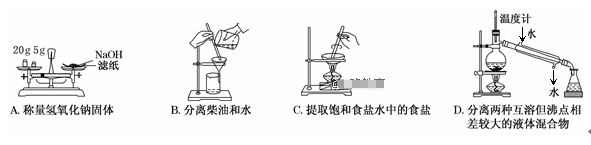 20g 5g
NaOH
滤纸
温度计
水
水
A. 称量氢氧化钠固体
B. 分离柴油和水
C. 提取饱和食盐水中的食盐
D. 分离两种互溶但沸点相
差较大的液体混合物